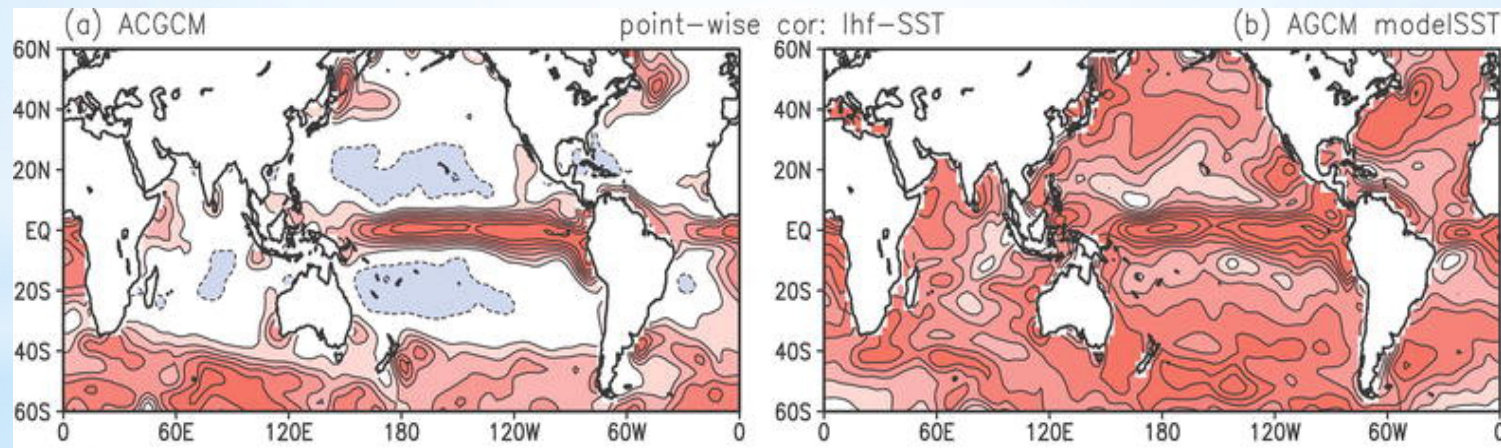 (a) ACGCM point-wise cor: lhf-SST (b) AGCM modelSST
60N 60N
40N 40N
20N 20N
EQ EQ
20S 20S
40S 40S
60S 60S
0 60E 120E 180 120W 60W 0 0 60E 120E 180 120W 60W 0